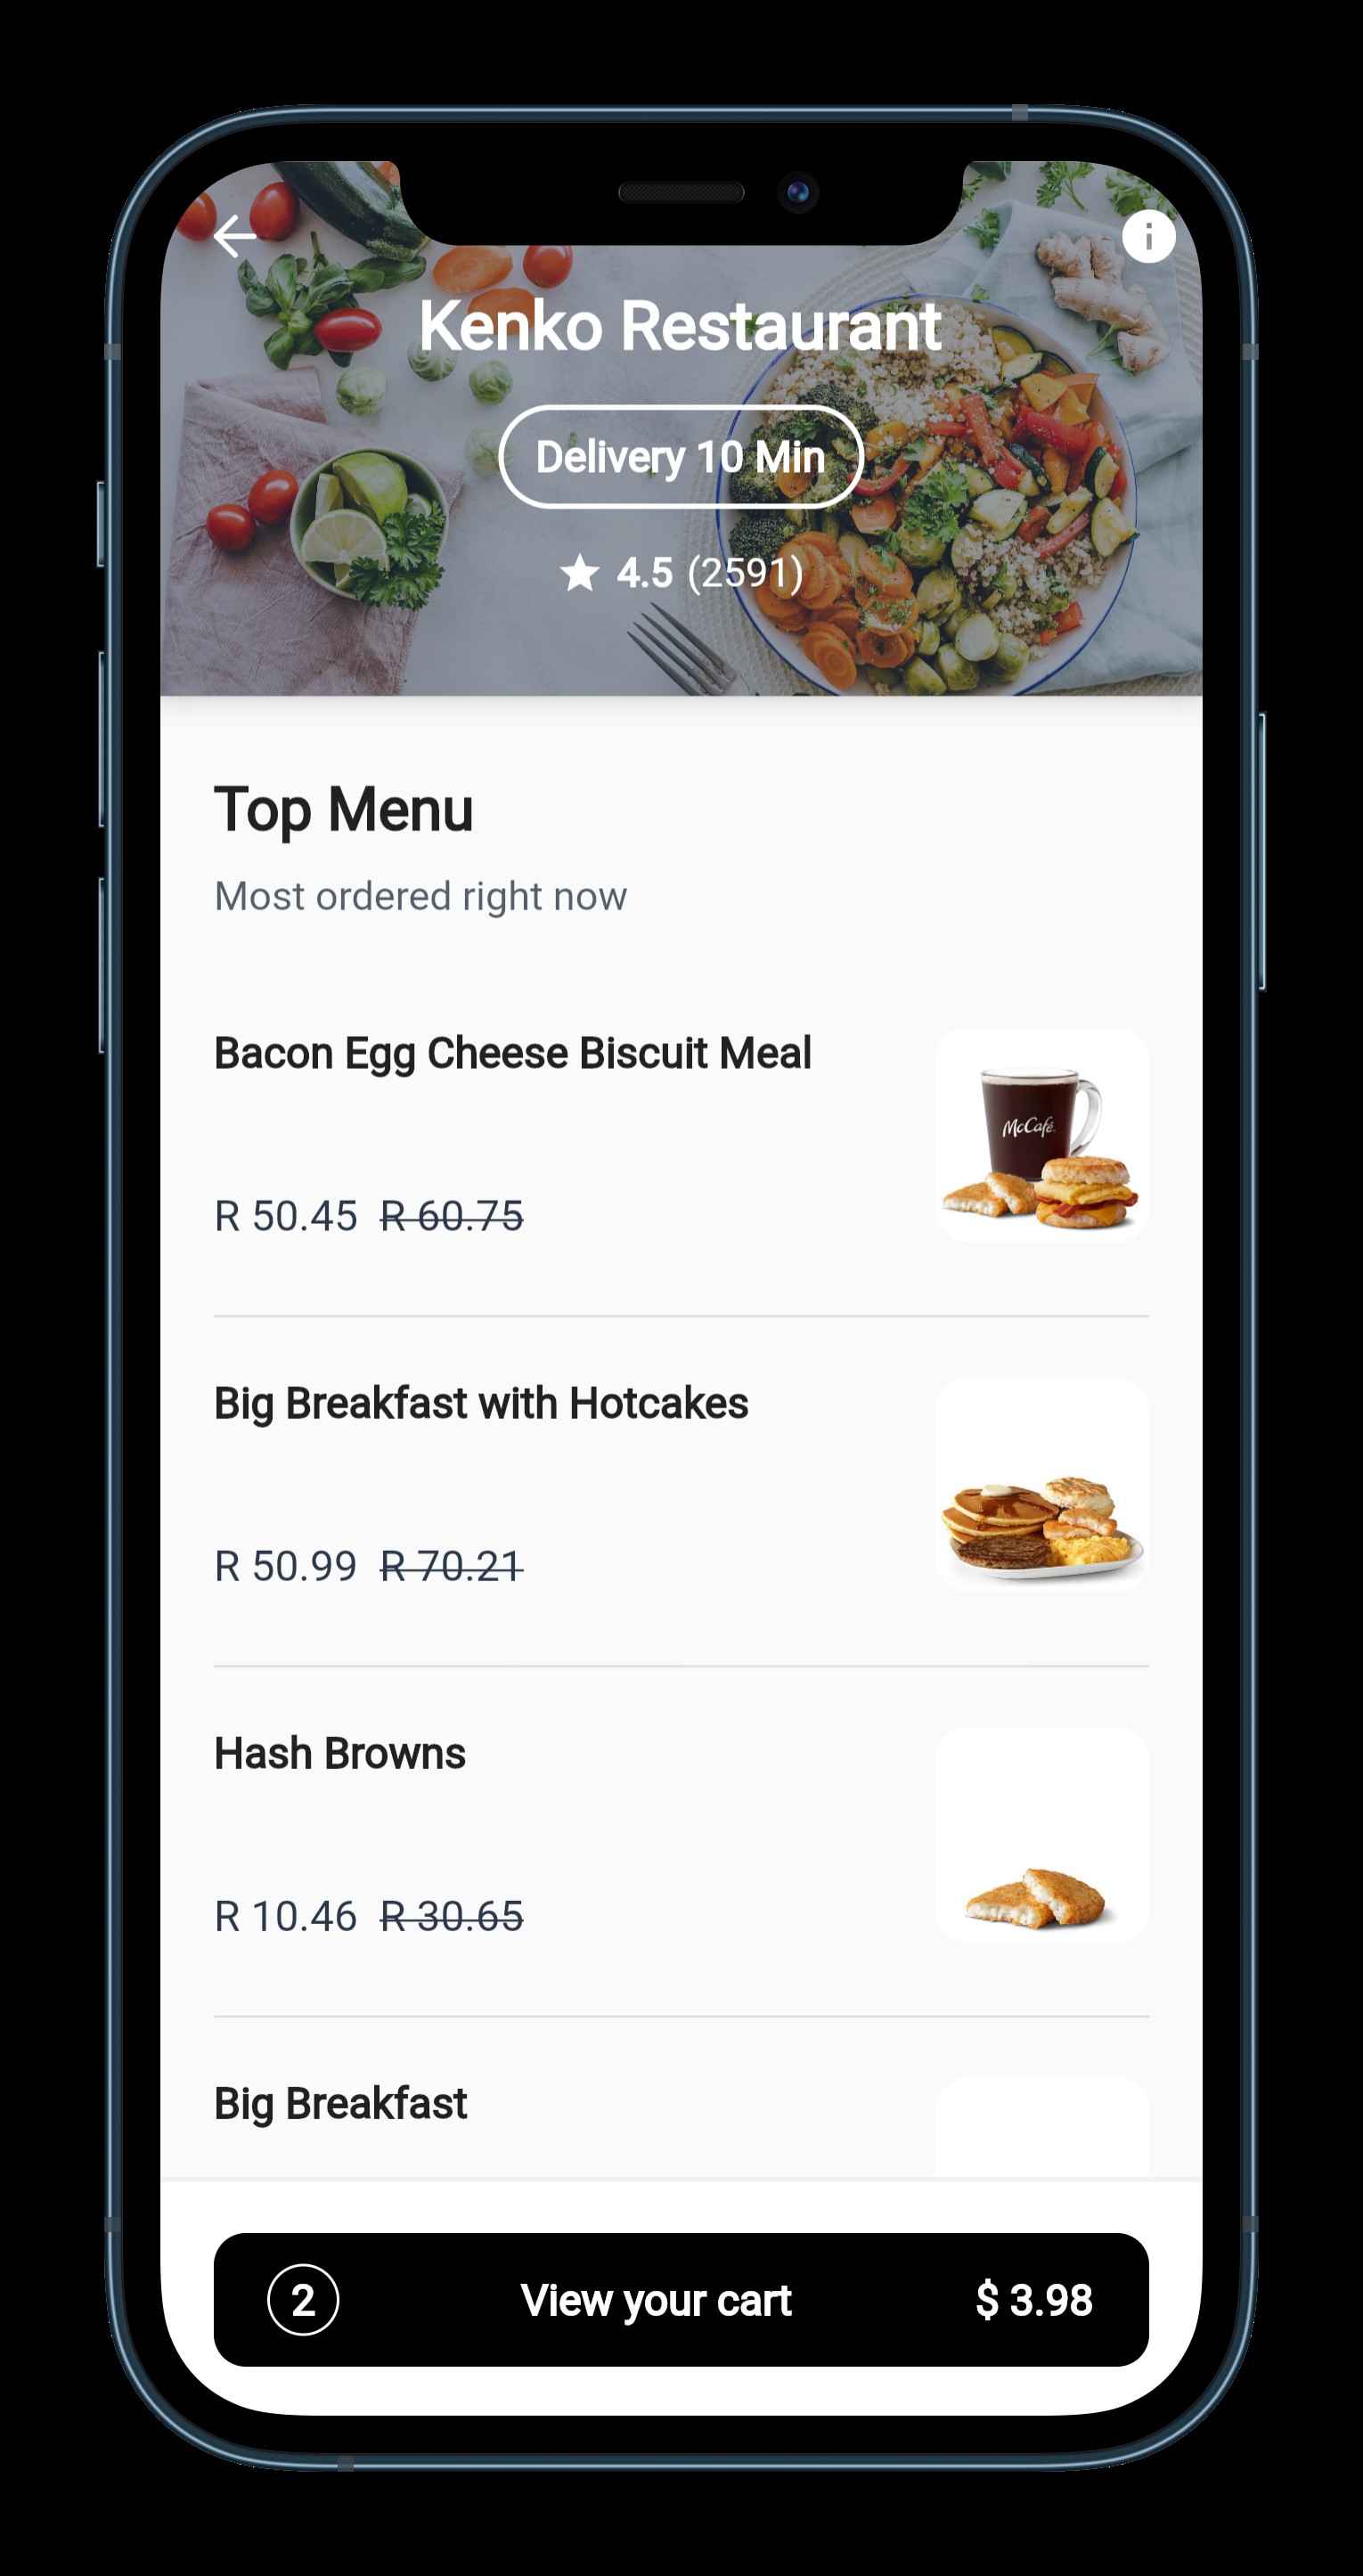 Kenko Restaurant
Delivery 10 Min
4.5 (2591)
Top Menu
Most ordered right now
Bacon Egg Cheese Biscuit Meal
McCafé
R 50.45 R 60.75
Big Breakfast with Hotcakes
R 50.99 R 70.21
Hash Browns
R 10.46 R 30.65
Big Breakfast
2 View your cart $ 3.98